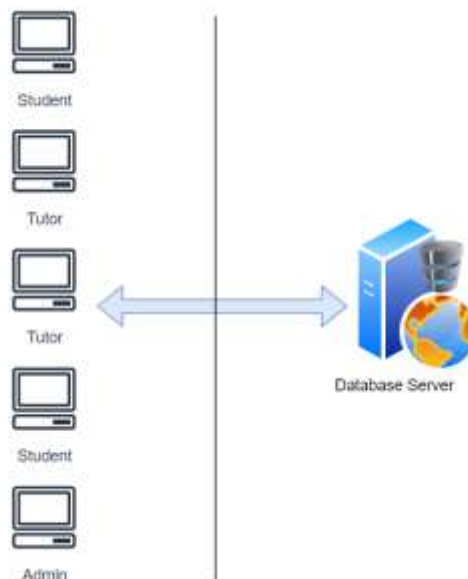 Student
Tutor
Tutor
Database Server
Student
Admin